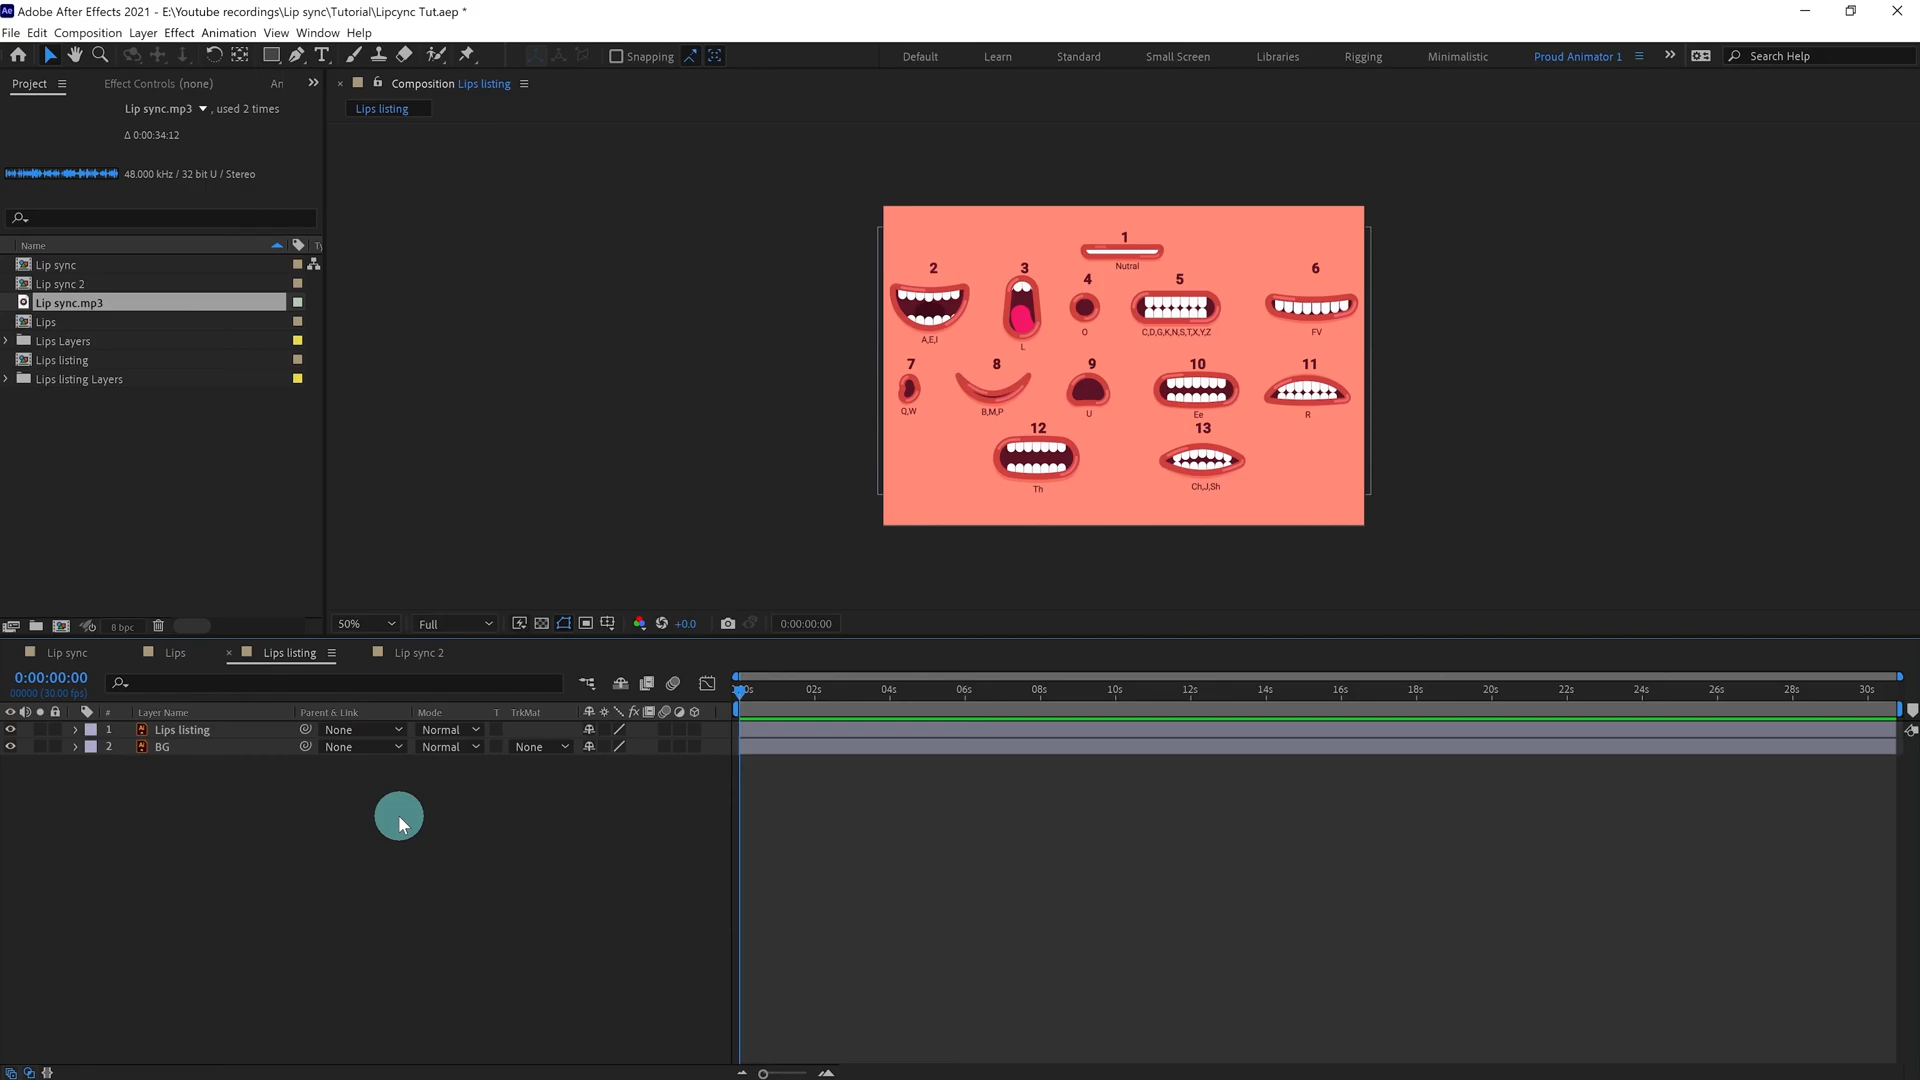 Adobe After Effects 2021 - E:\Youtube recordings\Lip sync\Tutorial\Lipcync Tut.aep *
File Edit Composition Layer Effect Animation View Window Help
Snapping Default Learn Standard Small Screen Libraries Rigging Minimalistic Proud Animator 1 Search Help
Project Effect Controls (none) An
Composition Lips listing
Lips listing
Lip sync.mp3 , used 2 times
Δ 0:00:34:12
48.000 kHz / 32 bit U / Stereo
Name Ty
Lip sync
Lip sync 2
Lip sync.mp3
Lips
Lips Layers
Lips listing
Lips listing Layers
1
Nutral
2 3 4 5 6
A,E,I L O C,D,G,K,N,S,T,X,Y,Z FV
7 8 9 10 11
Q,W B,M,P U Ee R
12 13
Th Ch,J,Sh
8 bpc
50% Full +0.0 0:00:00:00
Lip sync Lips Lips listing Lip sync 2
0:00:00:00
00000 (30.00 fps)
02s 04s 06s 08s 10s 12s 14s 16s 18s 20s 22s 24s 26s 28s 30s
# Layer Name Parent & Link Mode T TrkMat fx
1 Lips listing None Normal
2 BG None Normal None